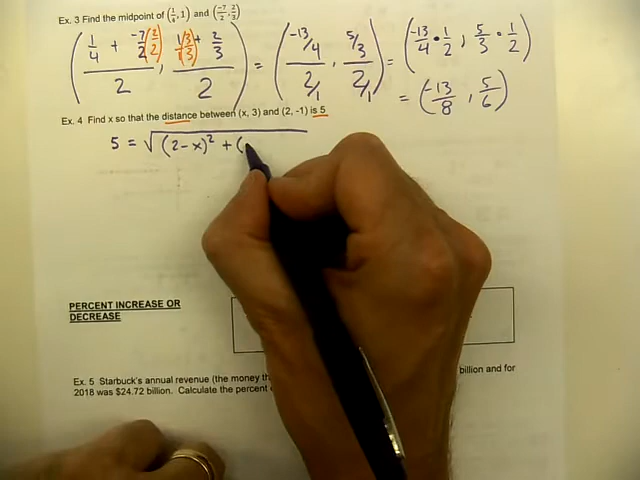 Ex. 3 Find the midpoint of (1/4, 1) and (-7/2, 2/3)
( (1/4 + -7/2 (2/2)) / 2 , (1/1 (3/3) + 2/3) / 2 ) = ( (-13/4) / (2/1) , (5/3) / (2/1) ) = ( -13/4 • 1/2 , 5/3 • 1/2 )
= ( -13/8 , 5/6 )
Ex. 4 Find x so that the distance between (x, 3) and (2, -1) is 5
5 = √ (2 - x)² + (
PERCENT INCREASE OR
DECREASE
Ex. 5 Starbuck's annual revenue (the money th billion and for
2018 was $24.72 billion. Calculate the percent